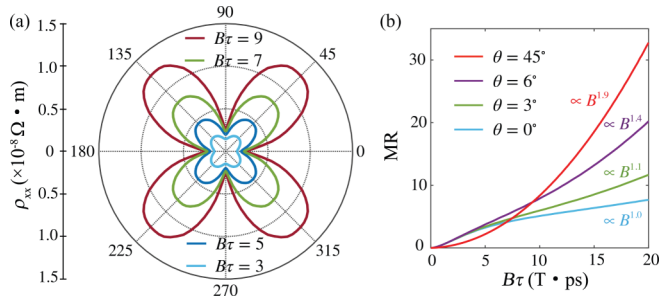 (a)
90
135
45
180
0
225
315
270
1.5
1.0
0.5
0
0.5
1.0
1.5
ρxx (×10⁻⁸ Ω · m)
Bτ = 9
Bτ = 7
Bτ = 5
Bτ = 3
(b)
MR
30
20
10
0
θ = 45°
θ = 6°
θ = 3°
θ = 0°
∝ B¹·⁹
∝ B¹·⁴
∝ B¹·¹
∝ B¹·⁰
0
5
10
15
20
Bτ (T · ps)